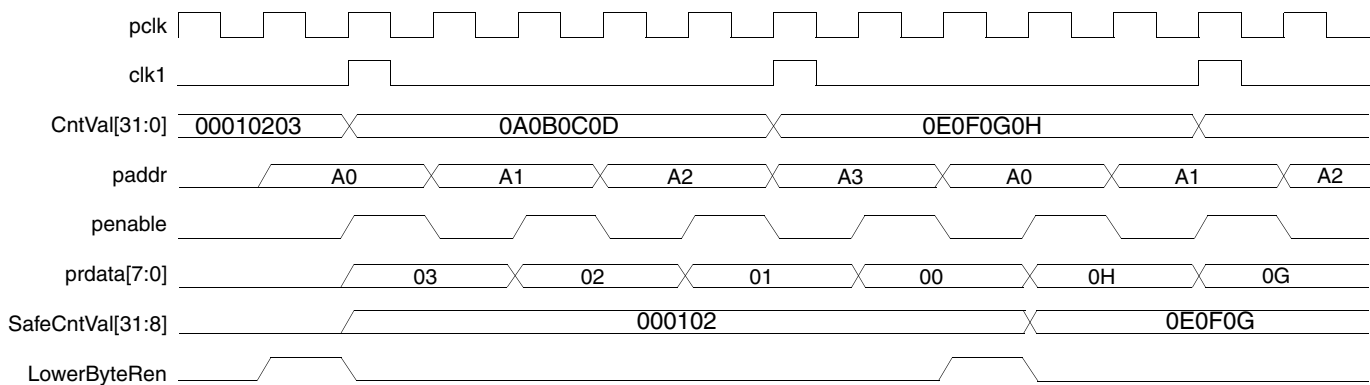 pclk
clk1
CntVal[31:0] 00010203 0A0B0C0D 0E0F0G0H
paddr A0 A1 A2 A3 A0 A1 A2
penable
prdata[7:0] 03 02 01 00 0H 0G
SafeCntVal[31:8] 000102 0E0F0G
LowerByteRen